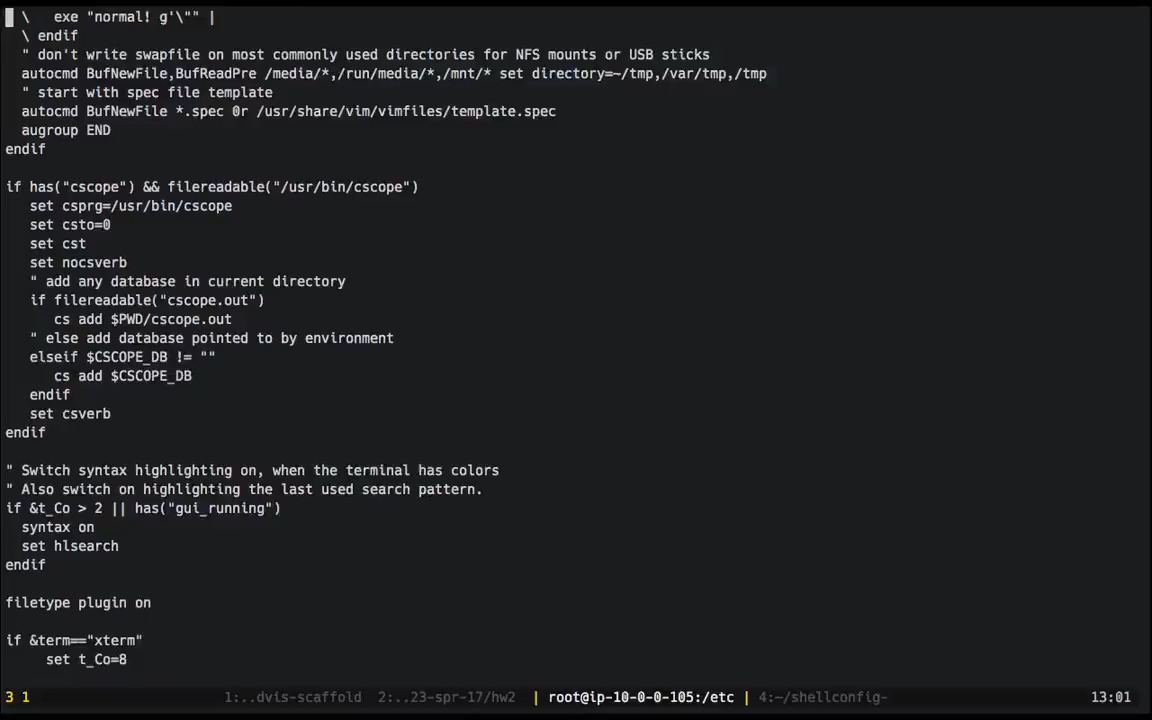 \   exe "normal! g'\"" |
\ endif
" don't write swapfile on most commonly used directories for NFS mounts or USB sticks
autocmd BufNewFile,BufReadPre /media/*,/run/media/*,/mnt/* set directory=~/tmp,/var/tmp,/tmp
" start with spec file template
autocmd BufNewFile *.spec 0r /usr/share/vim/vimfiles/template.spec
augroup END
endif
if has("cscope") && filereadable("/usr/bin/cscope")
set csprg=/usr/bin/cscope
set csto=0
set cst
set nocsverb
" add any database in current directory
if filereadable("cscope.out")
cs add $PWD/cscope.out
" else add database pointed to by environment
elseif $CSCOPE_DB != ""
cs add $CSCOPE_DB
endif
set csverb
endif
" Switch syntax highlighting on, when the terminal has colors
" Also switch on highlighting the last used search pattern.
if &t_Co > 2 || has("gui_running")
syntax on
set hlsearch
endif
filetype plugin on
if &term=="xterm"
set t_Co=8
3 1 1:..dvis-scaffold 2:..23-spr-17/hw2 | root@ip-10-0-0-105:/etc | 4:~/shellconfig- 13:01